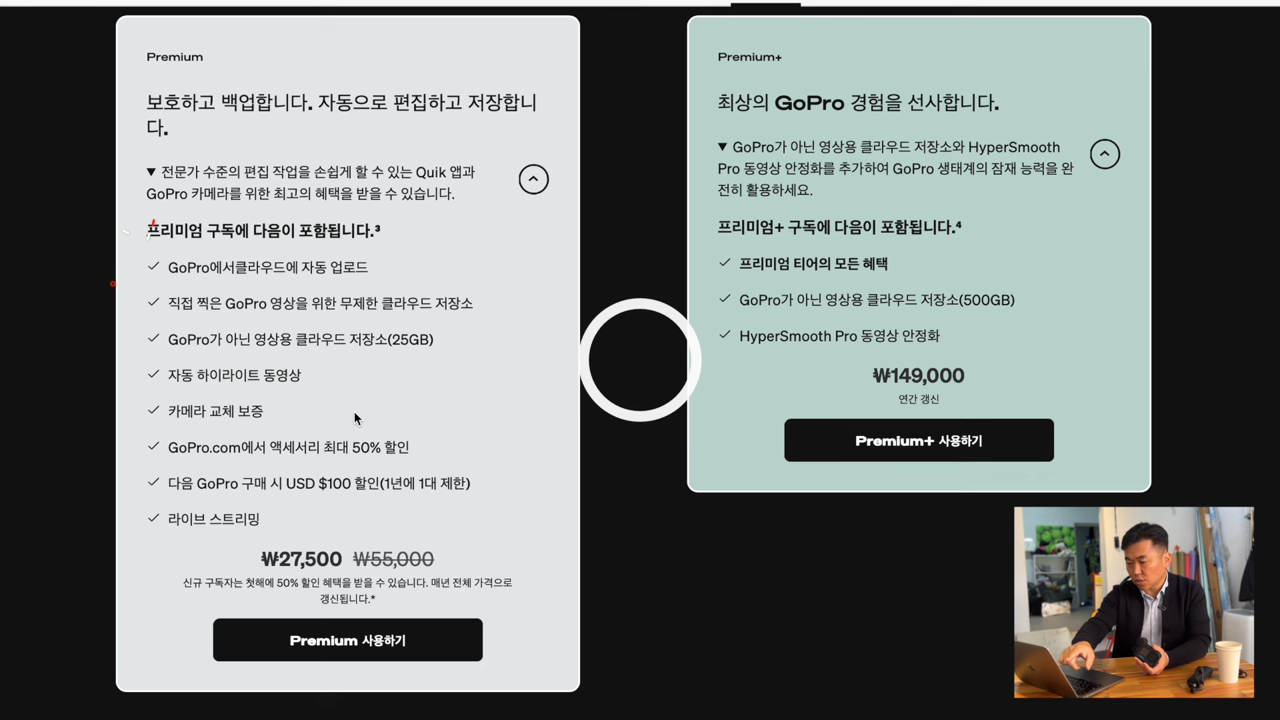 Premium
보호하고 백업합니다. 자동으로 편집하고 저장합니
다.
▼ 전문가 수준의 편집 작업을 손쉽게 할 수 있는 Quik 앱과
GoPro 카메라를 위한 최고의 혜택을 받을 수 있습니다.
프리미엄 구독에 다음이 포함됩니다.³
GoPro에서클라우드에 자동 업로드
직접 찍은 GoPro 영상을 위한 무제한 클라우드 저장소
GoPro가 아닌 영상용 클라우드 저장소(25GB)
자동 하이라이트 동영상
카메라 교체 보증
GoPro.com에서 액세서리 최대 50% 할인
다음 GoPro 구매 시 USD $100 할인(1년에 1대 제한)
라이브 스트리밍
₩27,500 ₩55,000
신규 구독자는 첫해에 50% 할인 혜택을 받을 수 있습니다. 매년 전체 가격으로
갱신됩니다.*
Premium 사용하기
Premium+
최상의 GoPro 경험을 선사합니다.
▼ GoPro가 아닌 영상용 클라우드 저장소와 HyperSmooth
Pro 동영상 안정화를 추가하여 GoPro 생태계의 잠재 능력을 완
전히 활용하세요.
프리미엄+ 구독에 다음이 포함됩니다.⁴
프리미엄 티어의 모든 혜택
GoPro가 아닌 영상용 클라우드 저장소(500GB)
HyperSmooth Pro 동영상 안정화
₩149,000
연간 갱신
Premium+ 사용하기